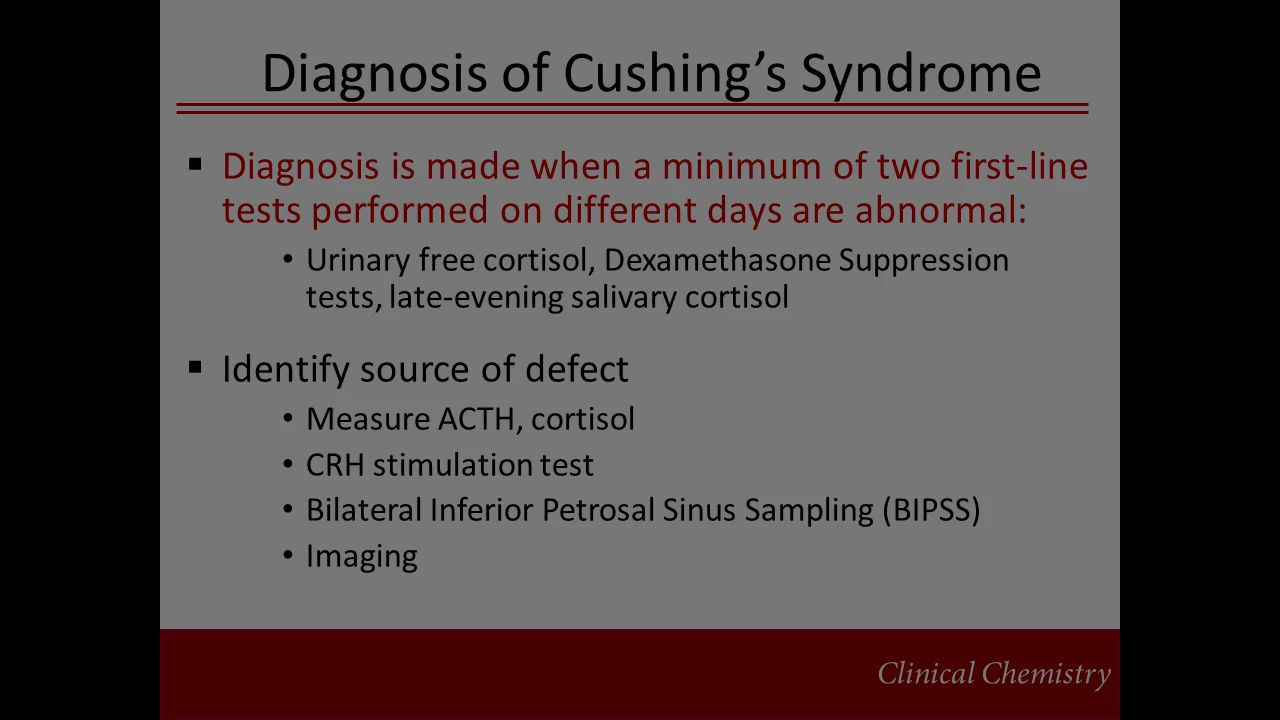 Diagnosis of Cushing’s Syndrome
▪ Diagnosis is made when a minimum of two first-line
tests performed on different days are abnormal:
• Urinary free cortisol, Dexamethasone Suppression
tests, late-evening salivary cortisol
▪ Identify source of defect
• Measure ACTH, cortisol
• CRH stimulation test
• Bilateral Inferior Petrosal Sinus Sampling (BIPSS)
• Imaging
Clinical Chemistry